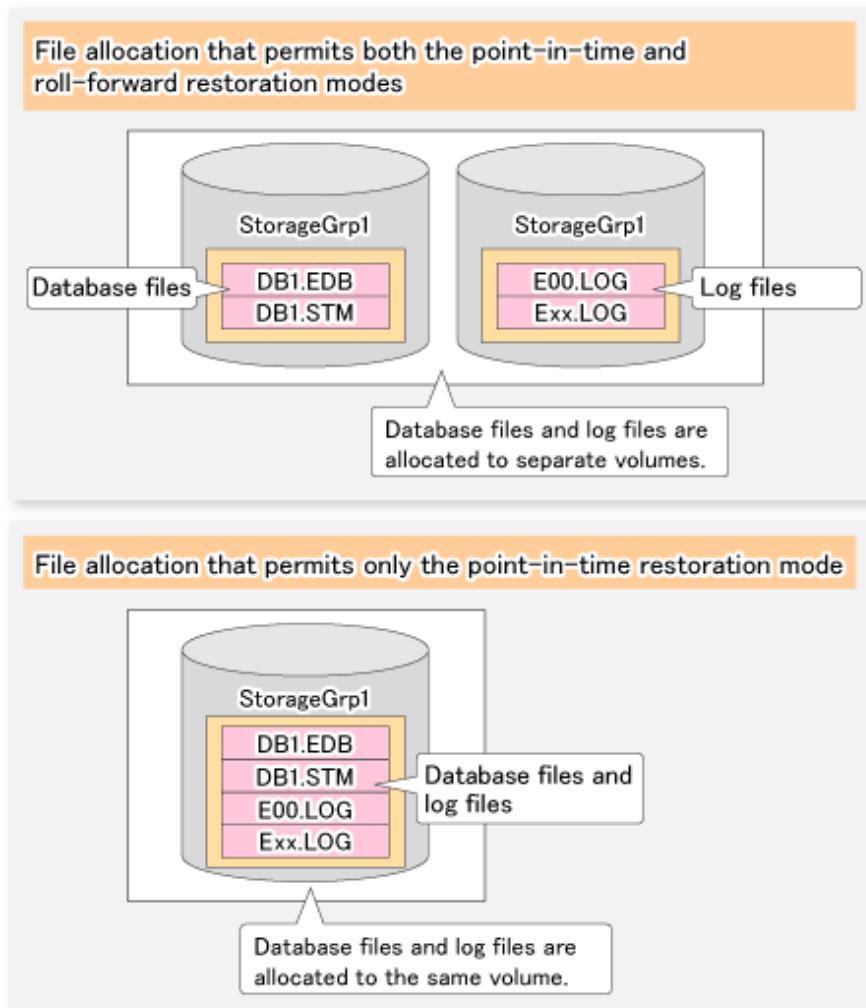 File allocation that permits both the point-in-time and
roll-forward restoration modes
StorageGrp1
StorageGrp1
Database files
DB1.EDB
DB1.STM
E00.LOG
Exx.LOG
Log files
Database files and log files are
allocated to separate volumes.
File allocation that permits only the point-in-time restoration mode
StorageGrp1
DB1.EDB
DB1.STM
E00.LOG
Exx.LOG
Database files and
log files
Database files and log files are
allocated to the same volume.